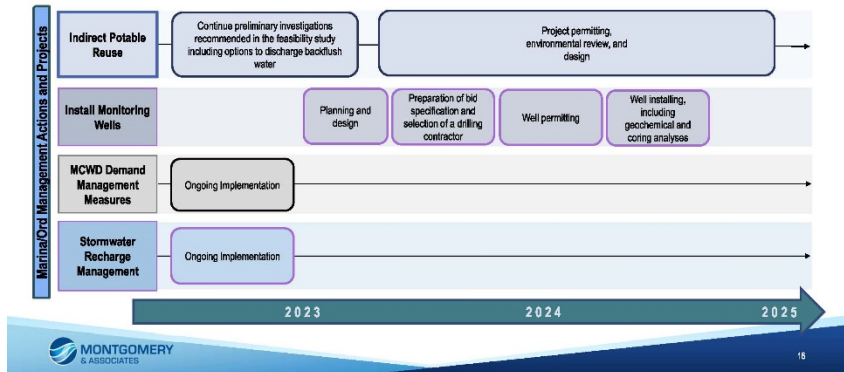 Marina/Ord Management Actions and Projects
Indirect Potable
Reuse
Continue preliminary investigations
recommended in the feasibility study
including options to discharge backflush
water
Project permitting,
environmental review, and
design
Install Monitoring
Wells
Planning and
design
Preparation of bid
specification and
selection of a drilling
contractor
Well permitting
Well installing,
including
geochemical and
coring analyses
MCWD Demand
Management
Measures
Ongoing Implementation
Stormwater
Recharge
Management
Ongoing Implementation
2023
2024
2025
MONTGOMERY
& ASSOCIATES
16